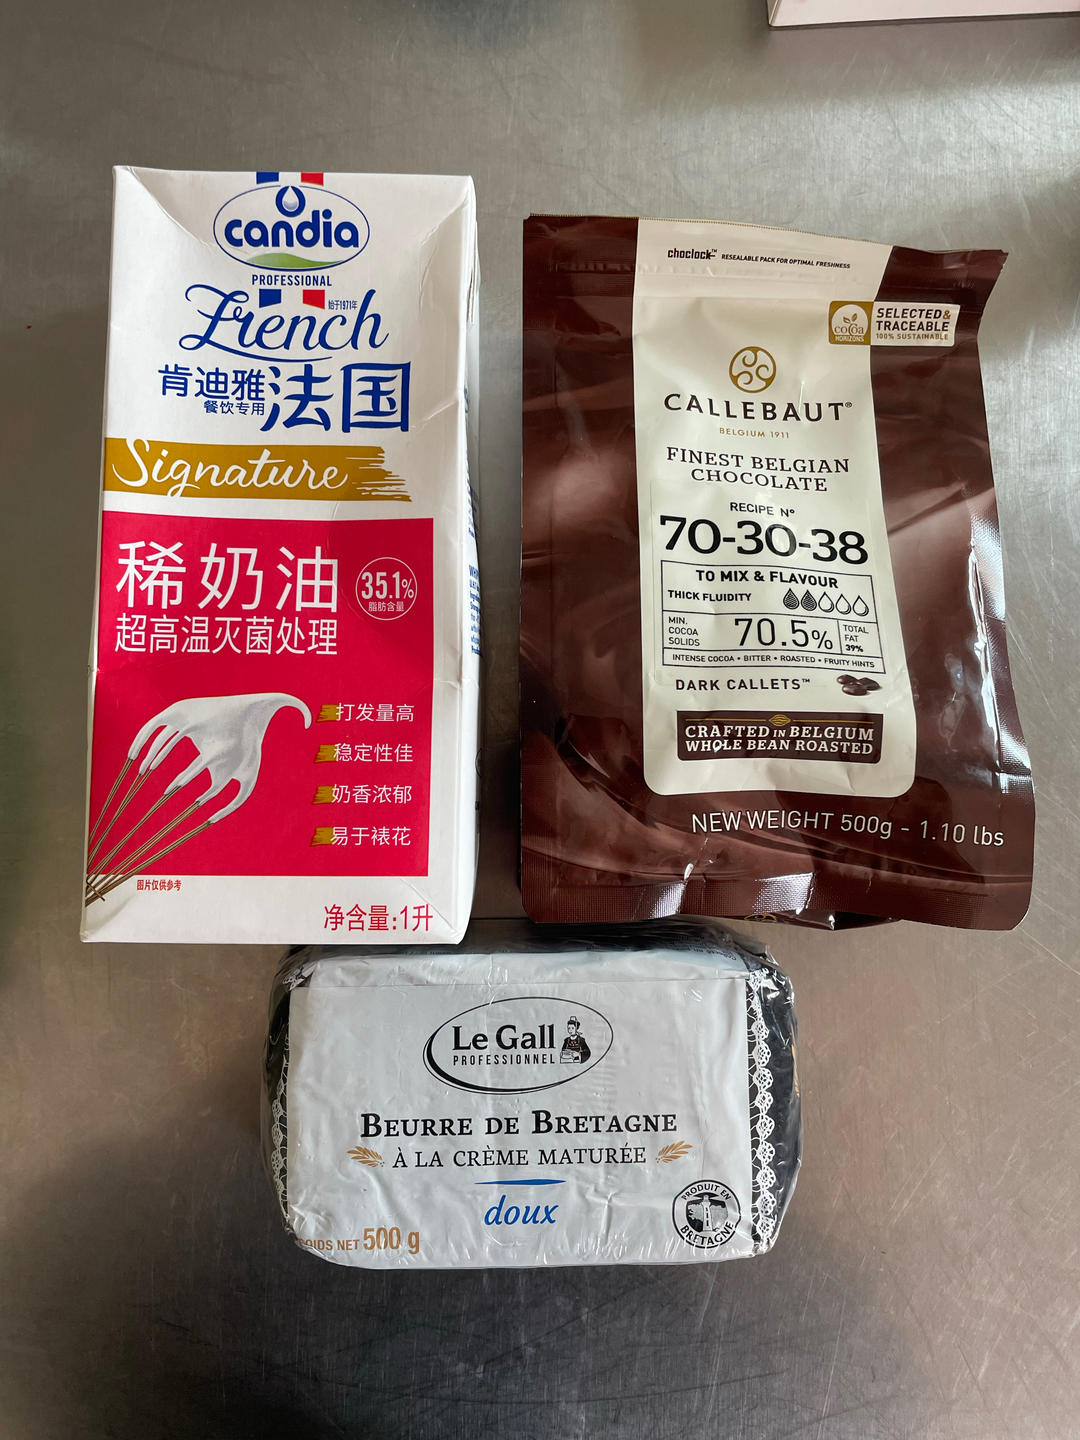 candia
PROFESSIONAL
始于1971年
French
肯迪雅
餐饮专用
法国
Signature
稀奶油
35.1%
脂肪含量
超高温灭菌处理
打发量高
稳定性佳
奶香浓郁
易于裱花
图片仅供参考
净含量:1升
choclock™ RESEALABLE PACK FOR OPTIMAL FRESHNESS
cocoa
HORIZONS
SELECTED&
TRACEABLE
100% SUSTAINABLE
CALLEBAUT®
BELGIUM 1911
FINEST BELGIAN
CHOCOLATE
RECIPE N°
70-30-38
TO MIX & FLAVOUR
THICK FLUIDITY
MIN.
COCOA
SOLIDS
70.5%
TOTAL
FAT
39%
INTENSE COCOA • BITTER • ROASTED • FRUITY HINTS
DARK CALLETS™
CRAFTED IN BELGIUM
WHOLE BEAN ROASTED
NEW WEIGHT 500g - 1.10 lbs
Le Gall
PROFESSIONNEL
BEURRE DE BRETAGNE
À LA CRÈME MATURÉE
doux
POIDS NET 500 g
PRODUIT EN
BRETAGNE